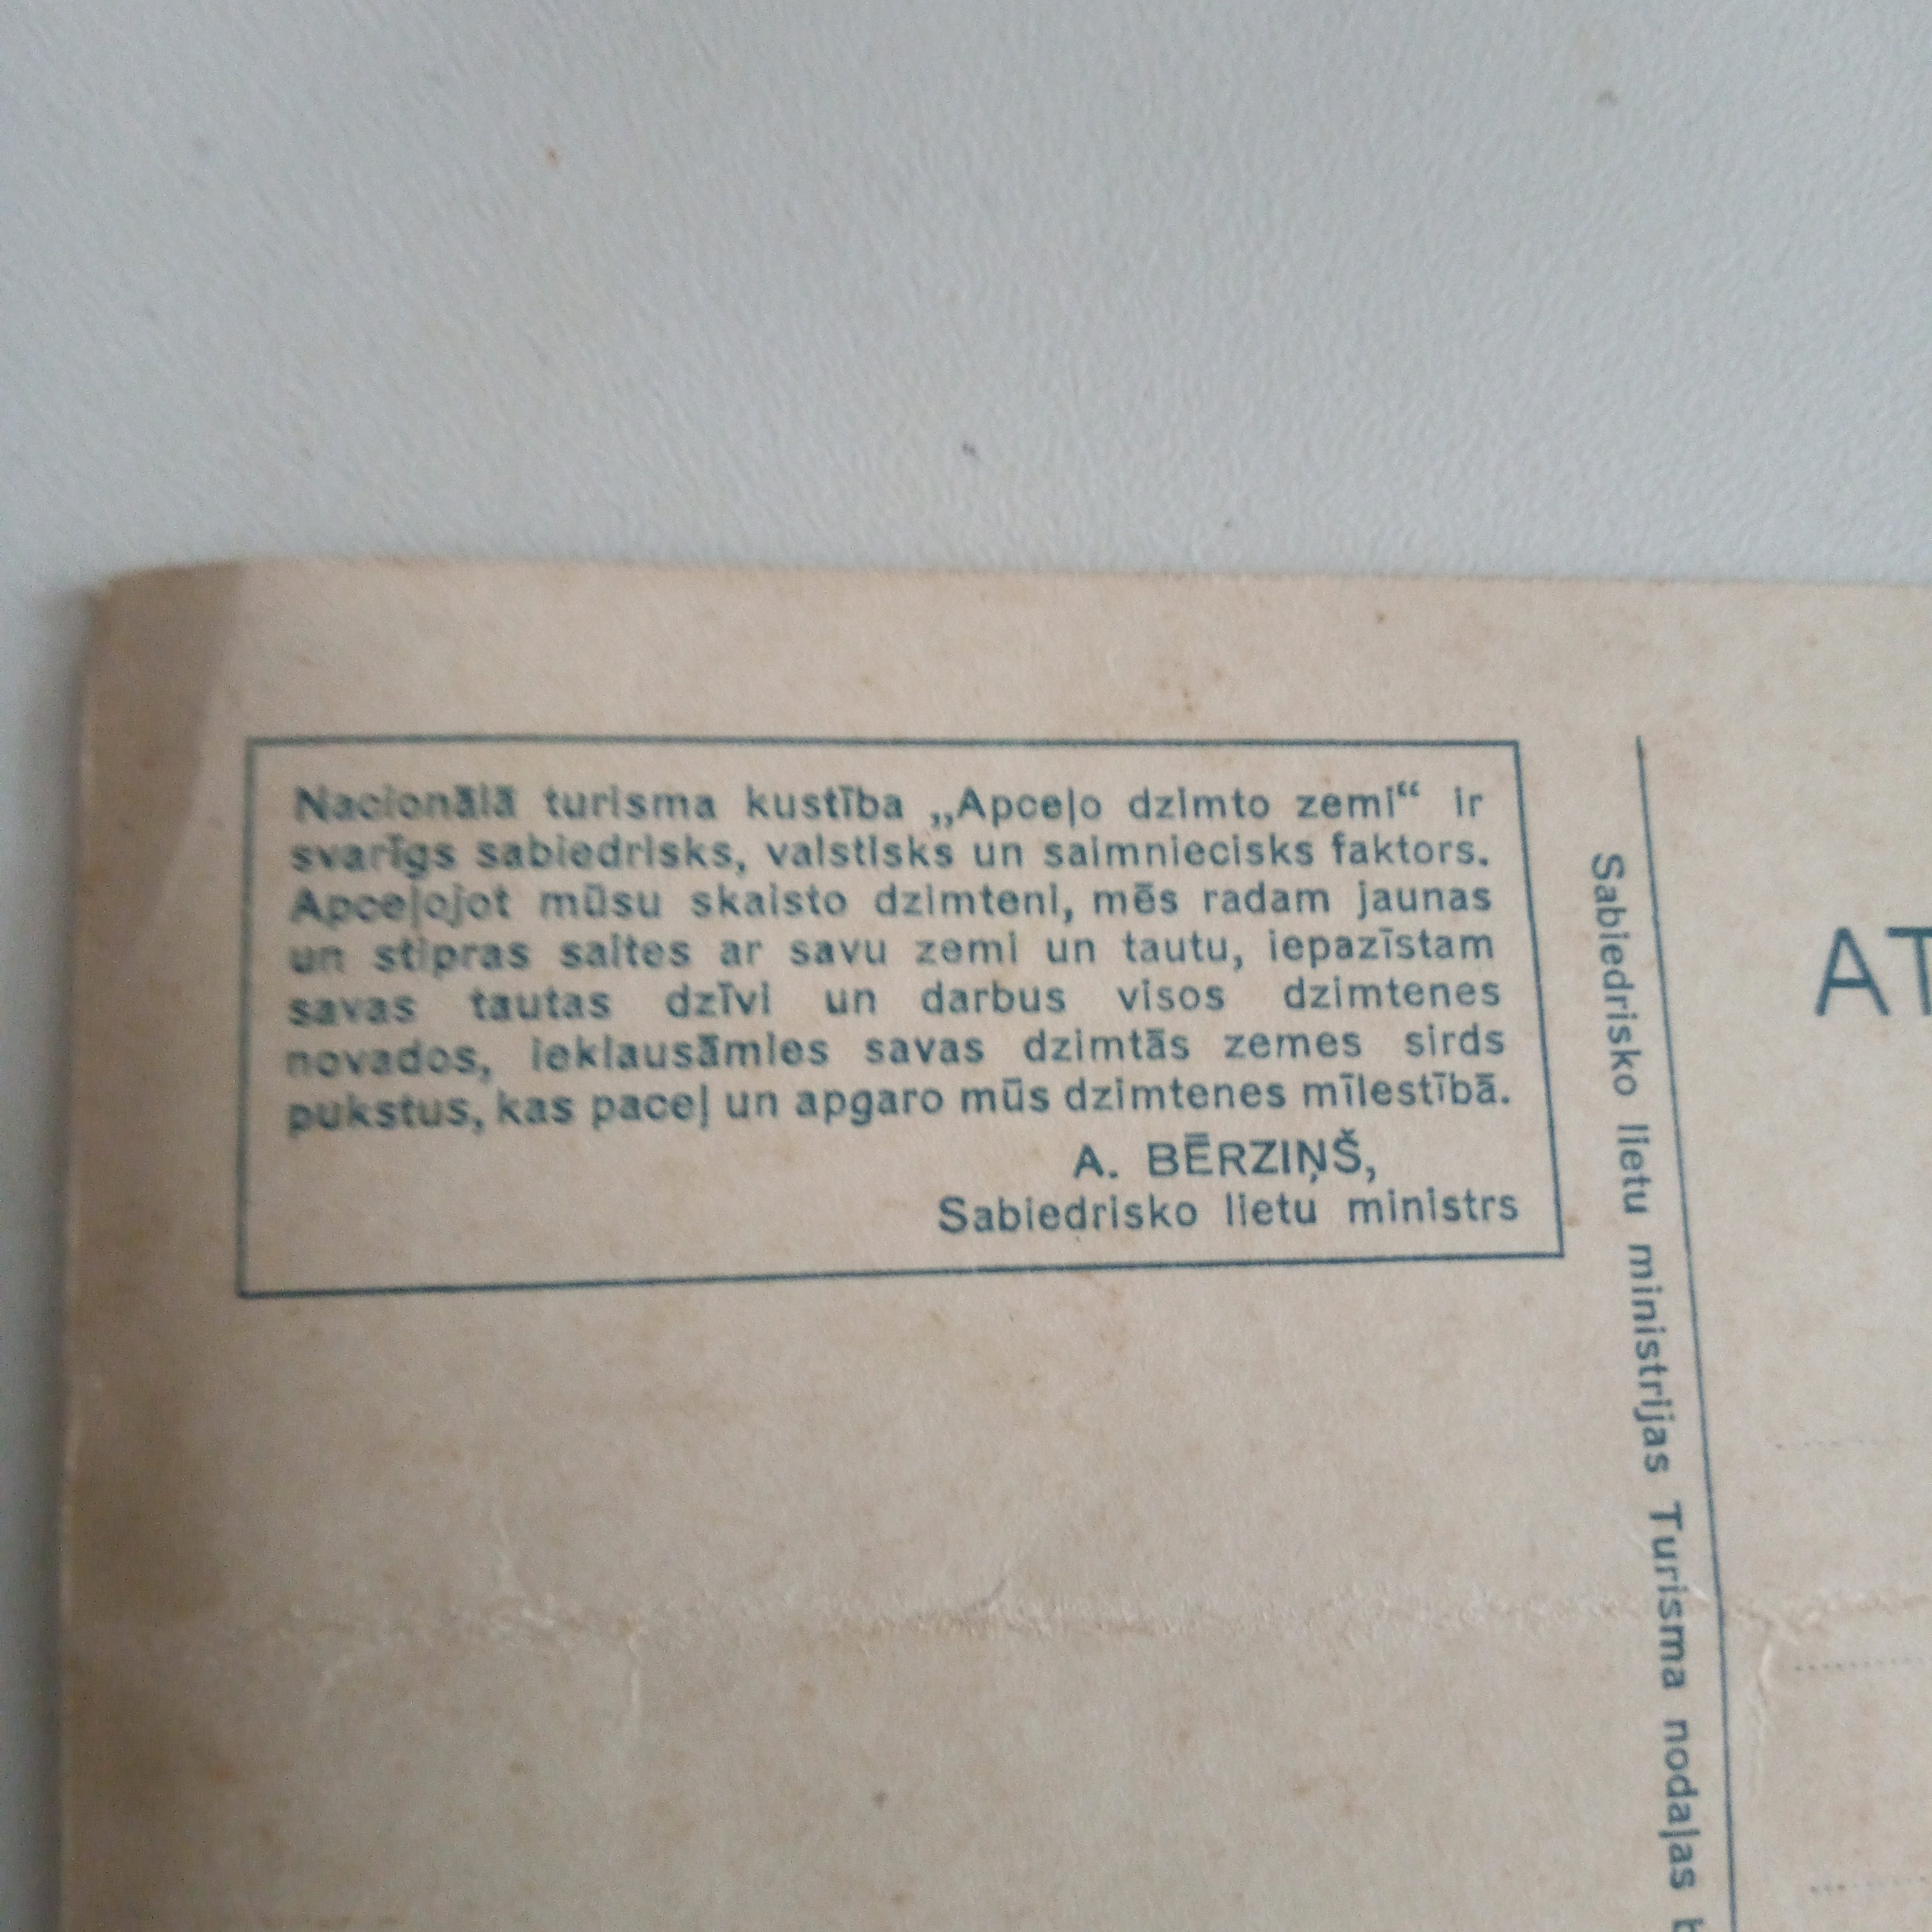 Nacionālā turisma kustība „Apceļo dzimto zemi“ ir
svarīgs sabiedrisks, valstisks un saimniecisks faktors.
Apceļojot mūsu skaisto dzimteni, mēs radam jaunas
un stipras saites ar savu zemi un tautu, iepazīstam
savas tautas dzīvi un darbus visos dzimtenes
novados, ieklausāmies savas dzimtās zemes sirds
pukstus, kas paceļ un apgaro mūs dzimtenes mīlestībā.
A. BĒRZIŅŠ,
Sabiedrisko lietu ministrs
Sabiedrisko lietu ministrijas Turisma nodaļas
AT